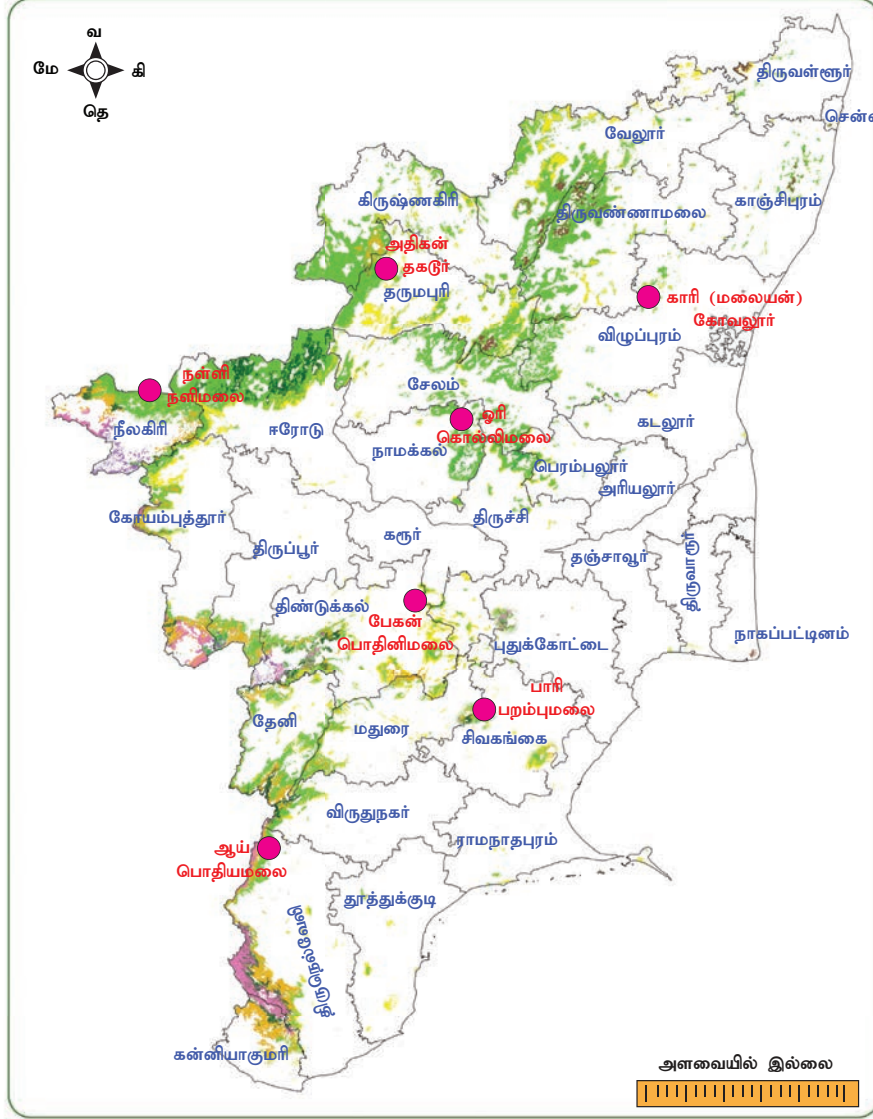 வ
மே
கி
தெ
திருவள்ளூர்
சென்னை
வேலூர்
கிருஷ்ணகிரி
திருவண்ணாமலை
காஞ்சிபுரம்
அதிகன்
தகடூர்
தருமபுரி
காரி (மலையன்)
கோவலூர்
விழுப்புரம்
நள்ளி
நளிமலை
நீலகிரி
சேலம்
ஈரோடு
ஓரி
கொல்லிமலை
நாமக்கல்
கடலூர்
பெரம்பலூர்
அரியலூர்
கோயம்புத்தூர்
திருச்சி
திருப்பூர்
கரூர்
தஞ்சாவூர்
திருவாரூர்
நாகப்பட்டினம்
திண்டுக்கல்
பேகன்
பொதினிமலை
புதுக்கோட்டை
பாரி
பறம்புமலை
தேனி
மதுரை
சிவகங்கை
விருதுநகர்
ராமநாதபுரம்
ஆய்
பொதியமலை
தூத்துக்குடி
திருநெல்வேலி
கன்னியாகுமரி
அளவையில் இல்லை